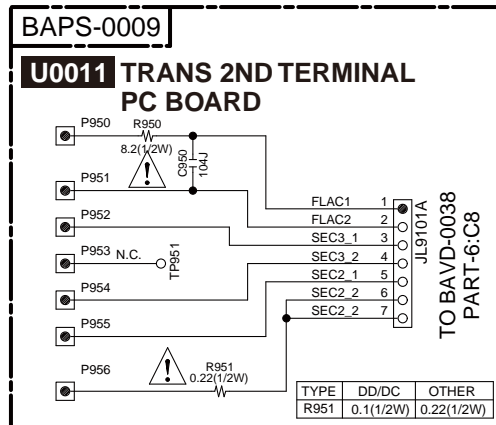 BAPS-0009
U0011 TRANS 2ND TERMINAL
PC BOARD
P950
R950
8.2(1/2W)
C950
104J
P951
P952
P953 N.C.
TP951
P954
P955
P956
R951
0.22(1/2W)
FLAC1 1
FLAC2 2
SEC3_1 3
SEC3_2 4
SEC2_1 5
SEC2_2 6
SEC2_2 7
JL9101A
TO BAVD-0038
PART-6:C8
TYPE DD/DC OTHER
R951 0.1(1/2W) 0.22(1/2W)